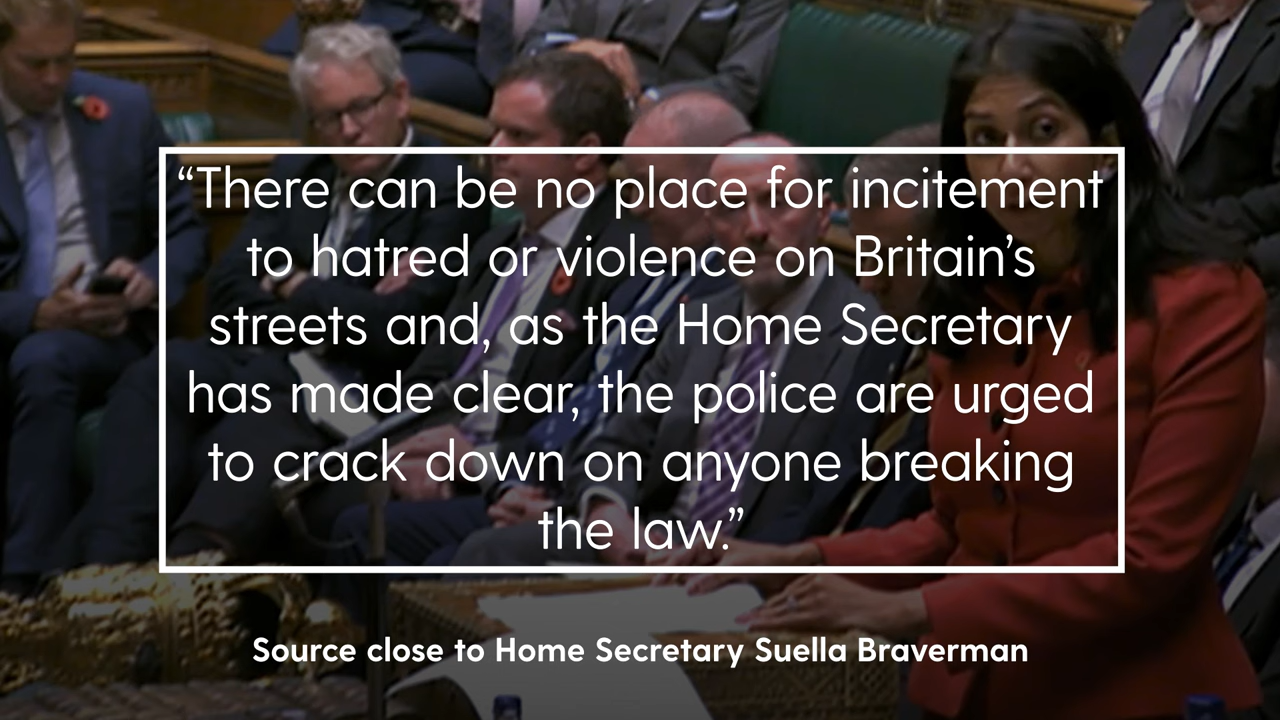 “There can be no place for incitement
to hatred or violence on Britain’s
streets and, as the Home Secretary
has made clear, the police are urged
to crack down on anyone breaking
the law.”
Source close to Home Secretary Suella Braverman